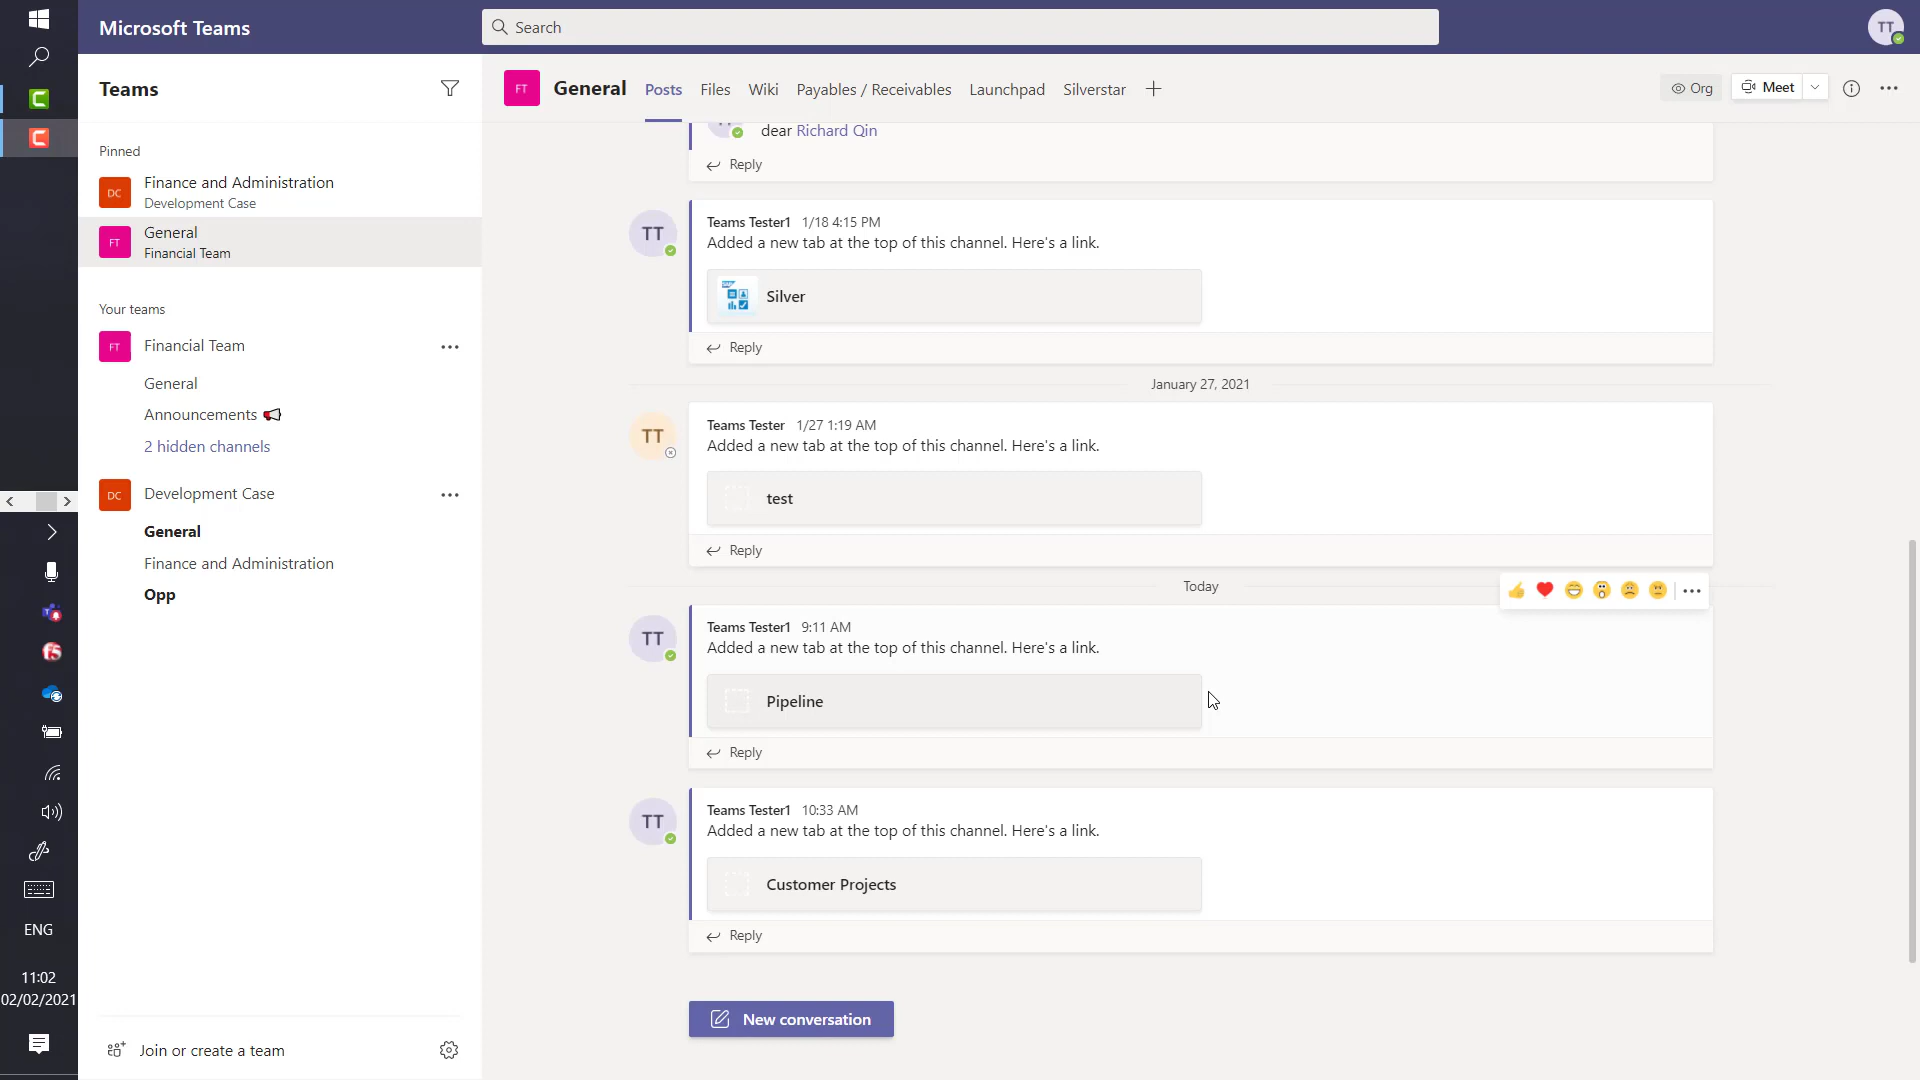 Microsoft Teams
Search
TT
Teams
FT
General
Posts
Files
Wiki
Payables / Receivables
Launchpad
Silverstar
Org
Meet
Pinned
DC
Finance and Administration
Development Case
FT
General
Financial Team
Your teams
FT
Financial Team
General
Announcements
2 hidden channels
DC
Development Case
General
Finance and Administration
Opp
Join or create a team
dear Richard Qin
Reply
TT
Teams Tester1 1/18 4:15 PM
Added a new tab at the top of this channel. Here's a link.
SAP
Silver
Reply
January 27, 2021
TT
Teams Tester 1/27 1:19 AM
Added a new tab at the top of this channel. Here's a link.
test
Reply
Today
TT
Teams Tester1 9:11 AM
Added a new tab at the top of this channel. Here's a link.
Pipeline
Reply
TT
Teams Tester1 10:33 AM
Added a new tab at the top of this channel. Here's a link.
Customer Projects
Reply
New conversation
ENG
11:02
02/02/2021